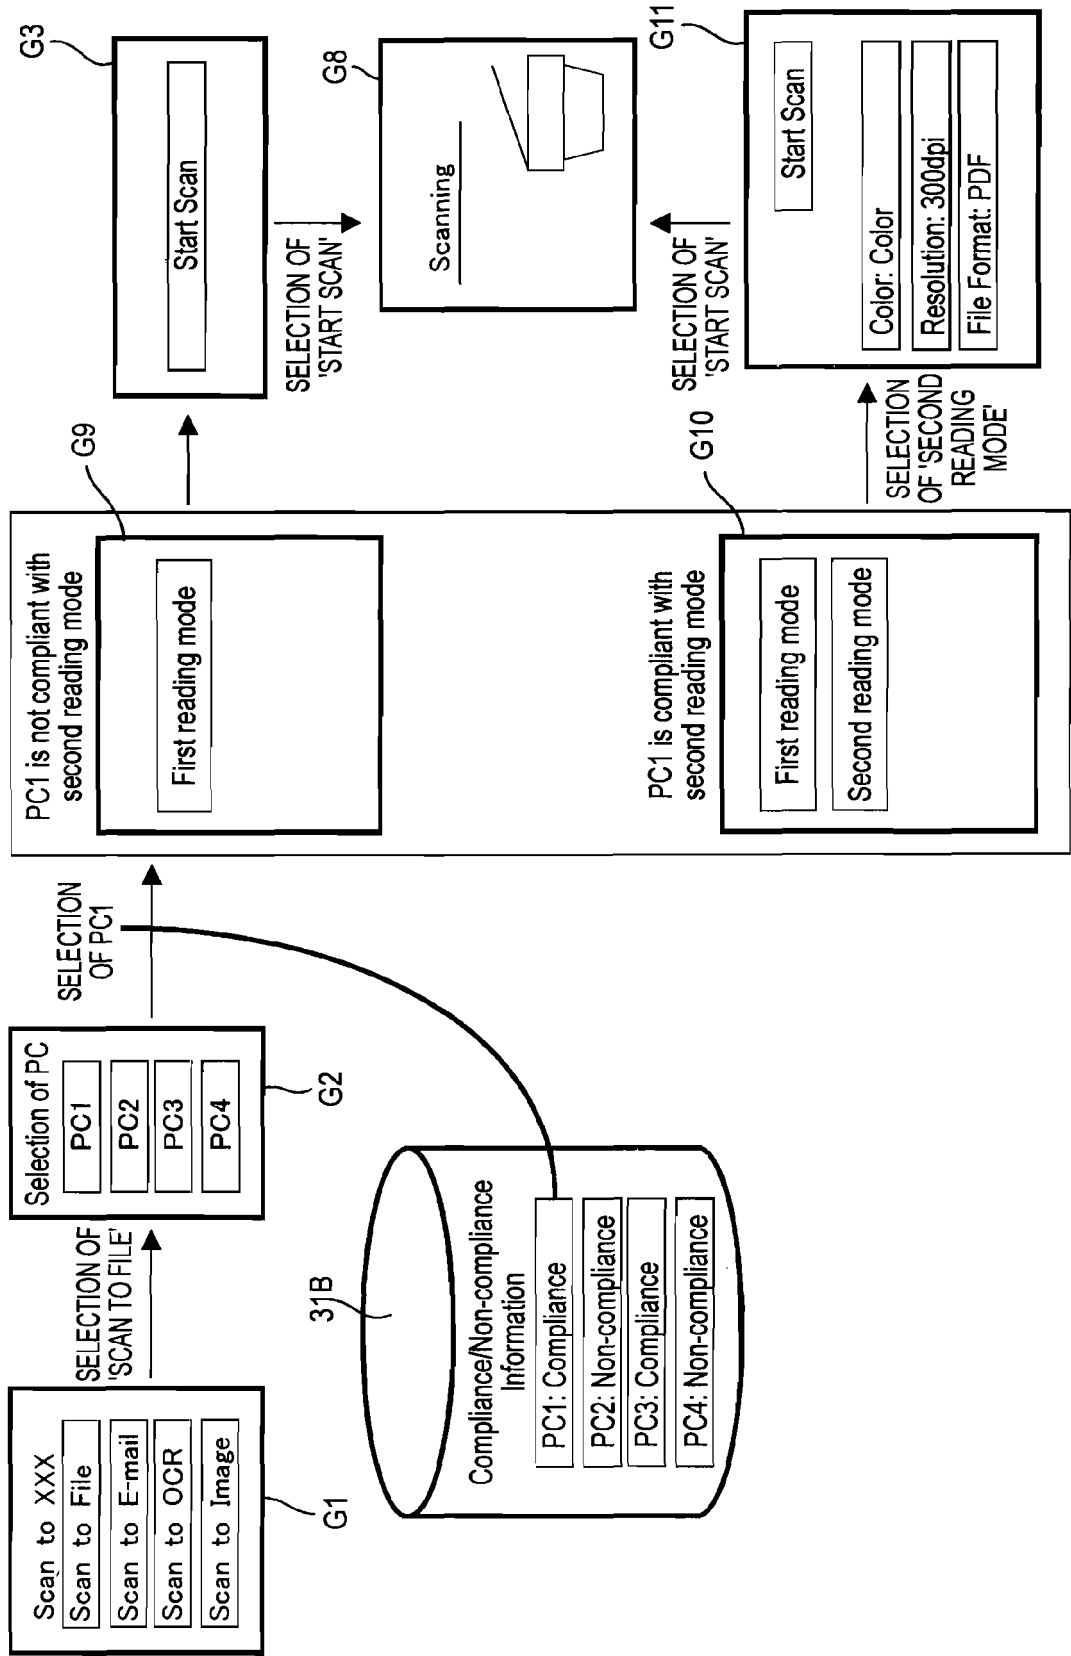 Scan to XXX
Scan to File
Scan to E-mail
Scan to OCR
Scan to Image
G1
SELECTION OF
'SCAN TO FILE'
Selection of PC
PC1
PC2
PC3
PC4
G2
SELECTION
OF PC1
31B
Compliance/Non-compliance
Information
PC1: Compliance
PC2: Non-compliance
PC3: Compliance
PC4: Non-compliance
PC1 is not compliant with
second reading mode
First reading mode
G9
PC1 is compliant with
second reading mode
First reading mode
Second reading mode
G10
Start Scan
G3
SELECTION OF
'START SCAN'
Scanning
G8
SELECTION OF
'START SCAN'
SELECTION
OF 'SECOND
READING
MODE'
Start Scan
Color: Color
Resolution: 300dpi
File Format: PDF
G11